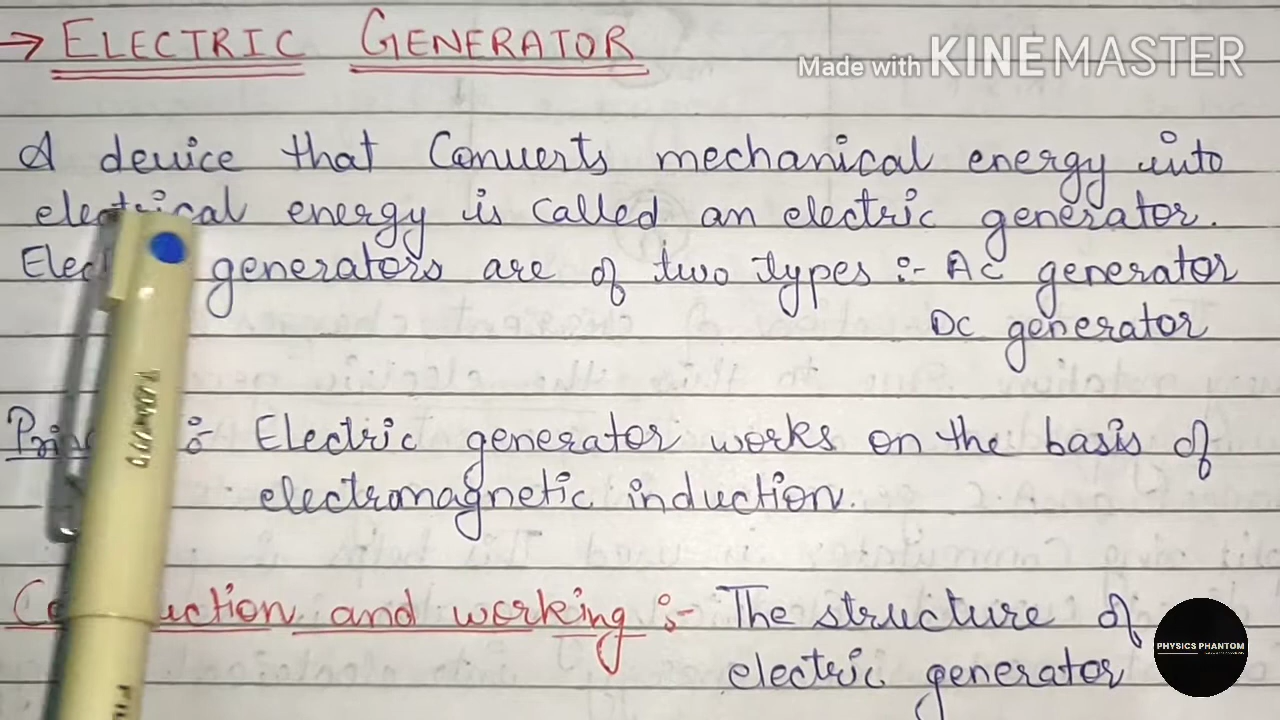 → ELECTRIC GENERATOR
Made with KINEMASTER
A device that converts mechanical energy into
electrical energy is called an electric generator.
generators are of two types :- AC generator
DC generator
:- Electric generator works on the basis of
electromagnetic induction.
and working :- The structure of
electric generator
PHYSICS PHANTOM